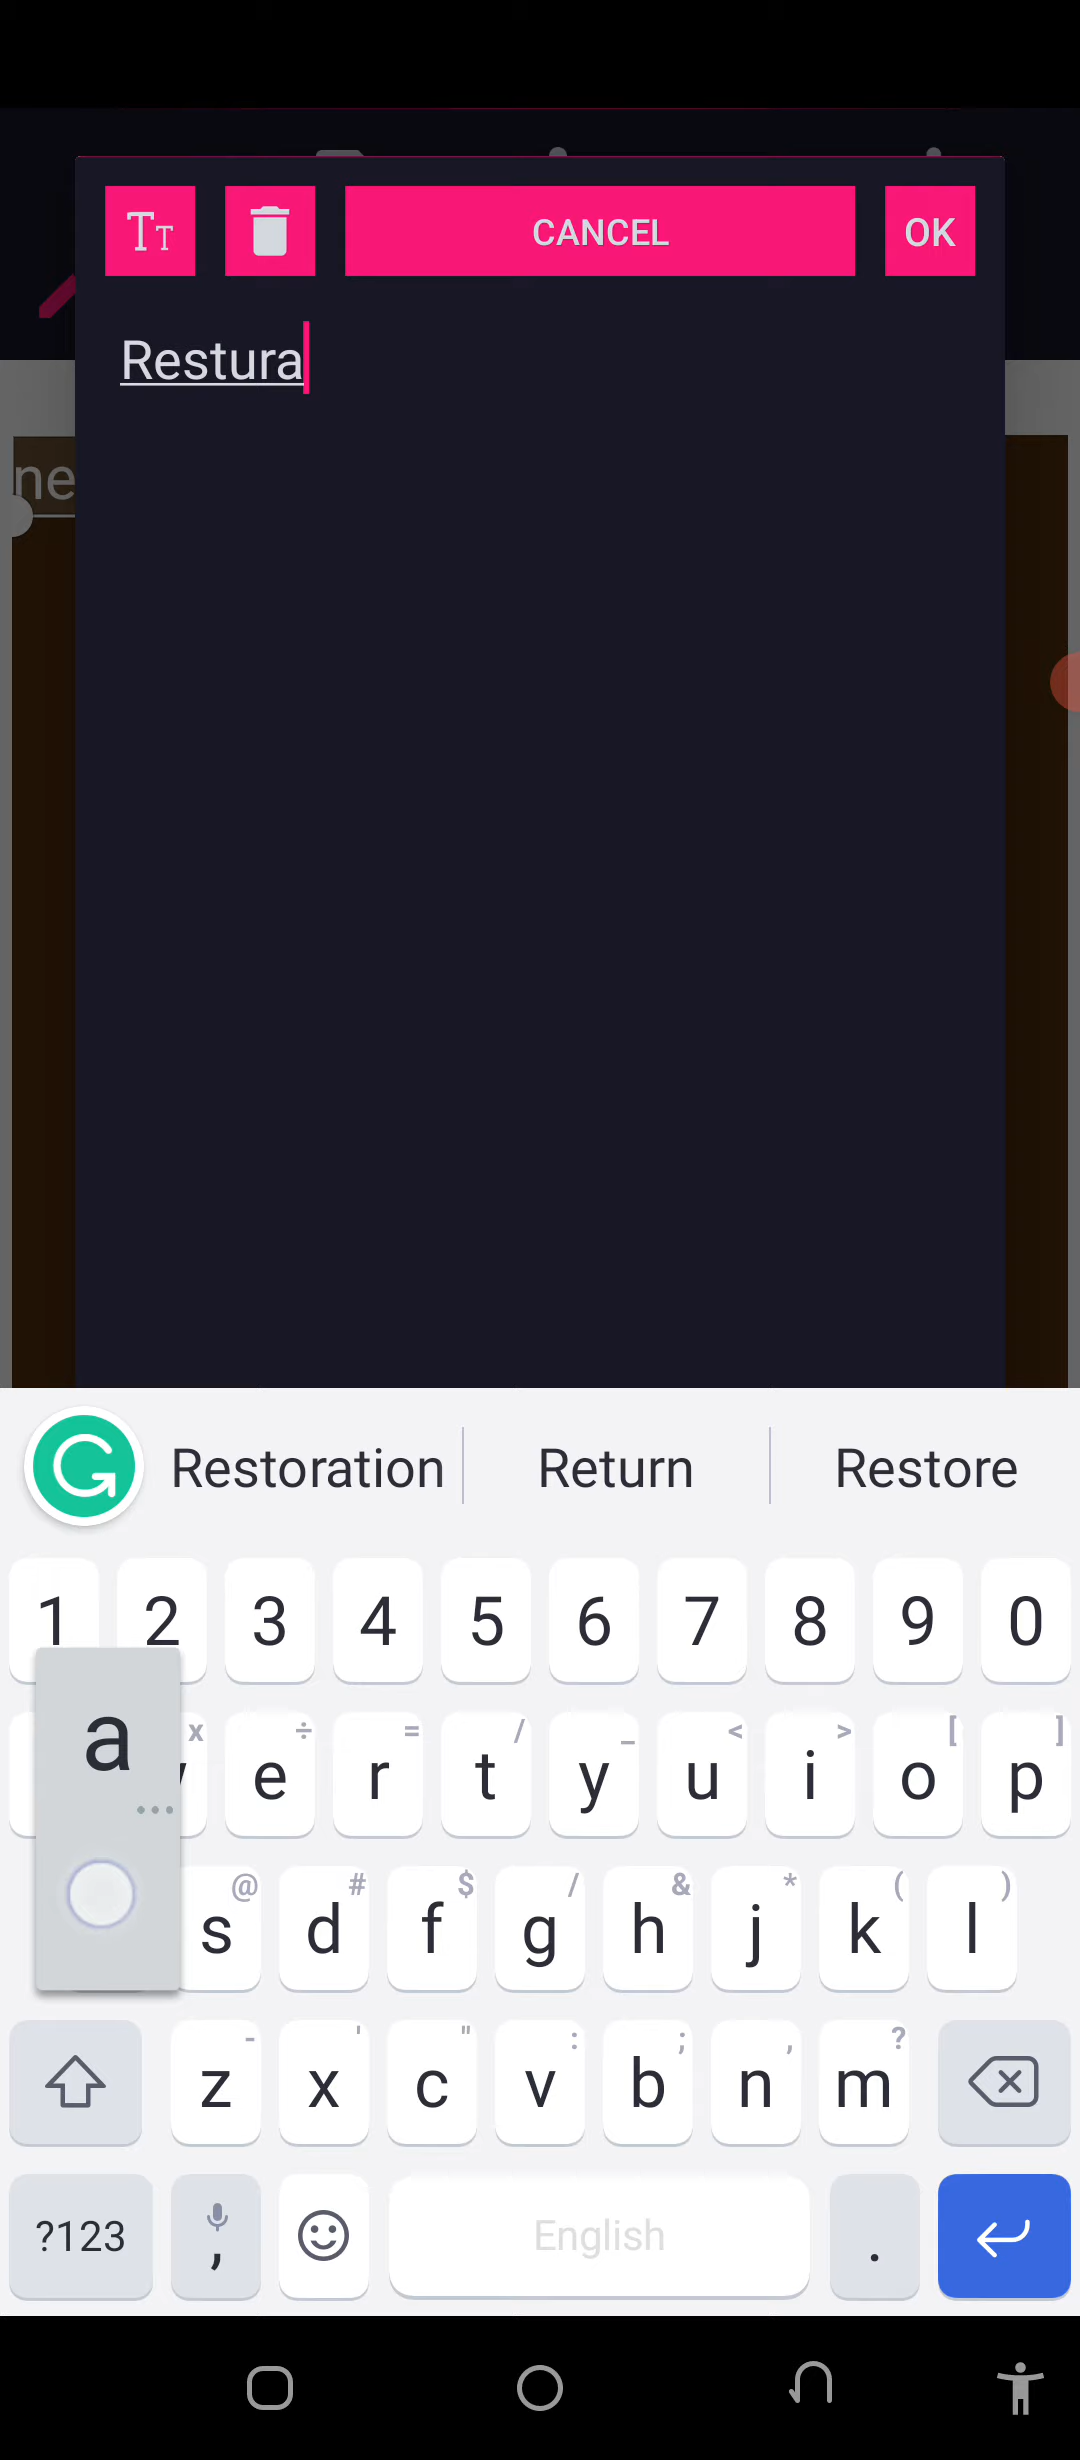 TT
CANCEL
OK
Restura
ne
Restoration
Return
Restore
1 2 3 4 5 6 7 8 9 0
a
x ÷ = / _ < > [ ]
e r t y u i o p
@ # $ / & * ( )
s d f g h j k l
- ' " : ; , ?
z x c v b n m
?123 , English .